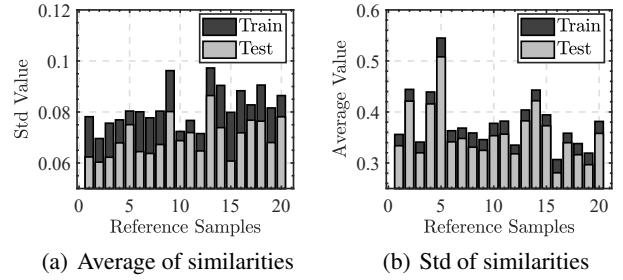 Train
Test
Std Value
0.12
0.1
0.08
0.06
0 5 10 15 20
Reference Samples
(a) Average of similarities
Train
Test
Average Value
0.6
0.5
0.4
0.3
0 5 10 15 20
Reference Samples
(b) Std of similarities